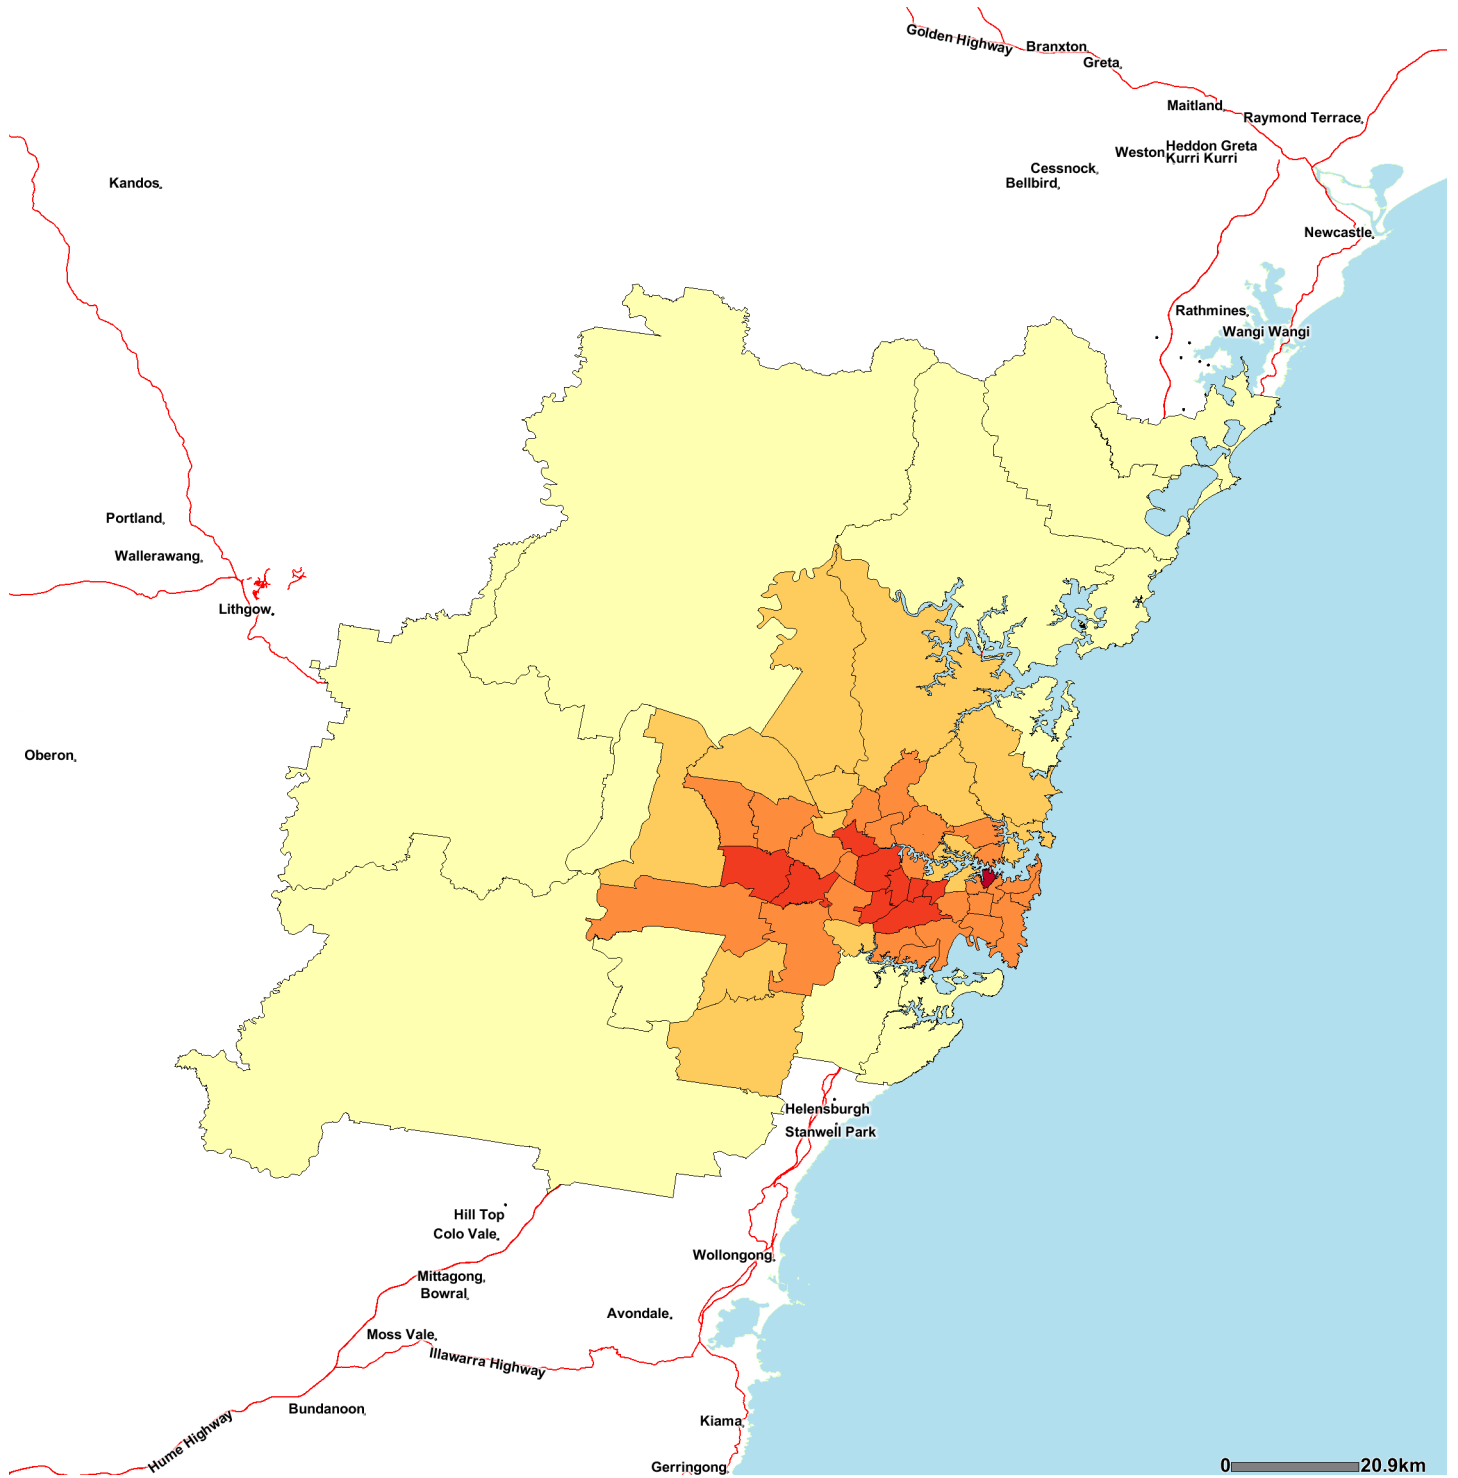 Golden Highway
Branxton
Greta
Maitland
Raymond Terrace
Heddon Greta
Weston
Kurri Kurri
Cessnock
Bellbird
Kandos
Newcastle
Rathmines
Wangi Wangi
Portland
Wallerawang
Lithgow
Oberon
Helensburgh
Stanwell Park
Hill Top
Colo Vale
Wollongong
Mittagong
Bowral
Avondale
Moss Vale
Illawarra Highway
Bundanoon
Kiama
Hume Highway
Gerringong
0 20.9km